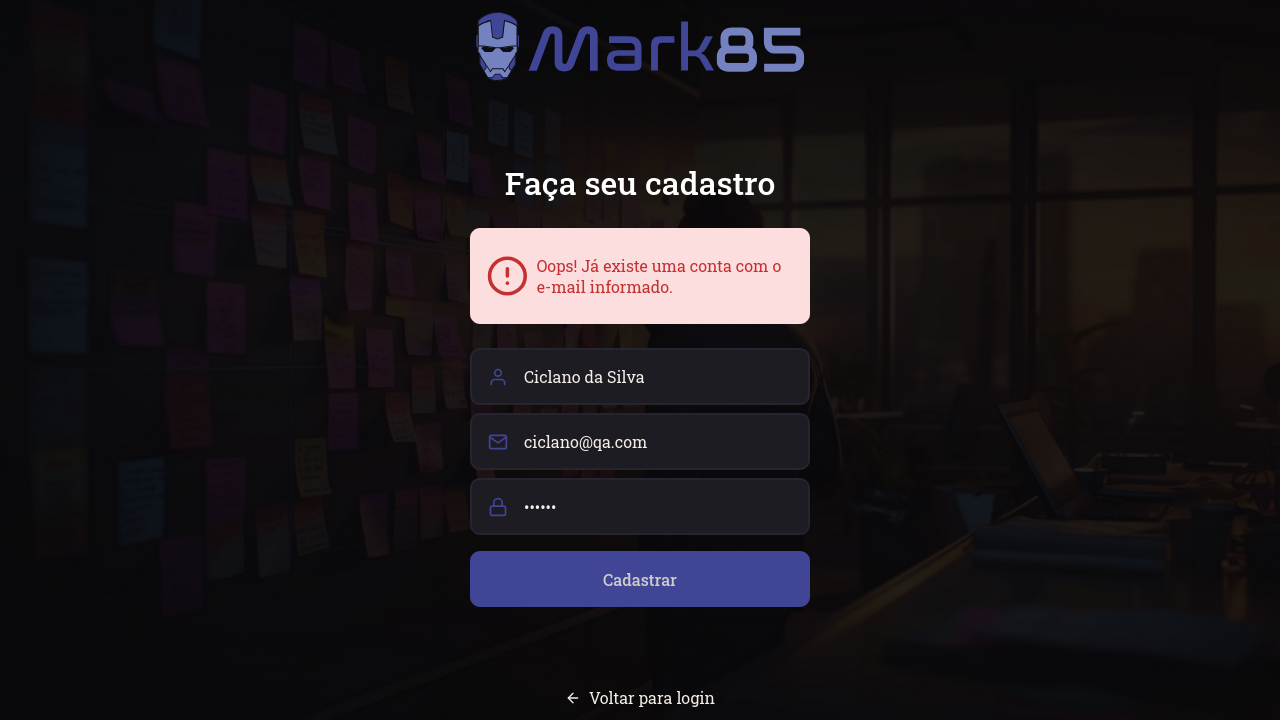 Mark85
Faça seu cadastro
Oops! Já existe uma conta com o
e-mail informado.
Ciclano da Silva
ciclano@qa.com
••••••
Cadastrar
Voltar para login